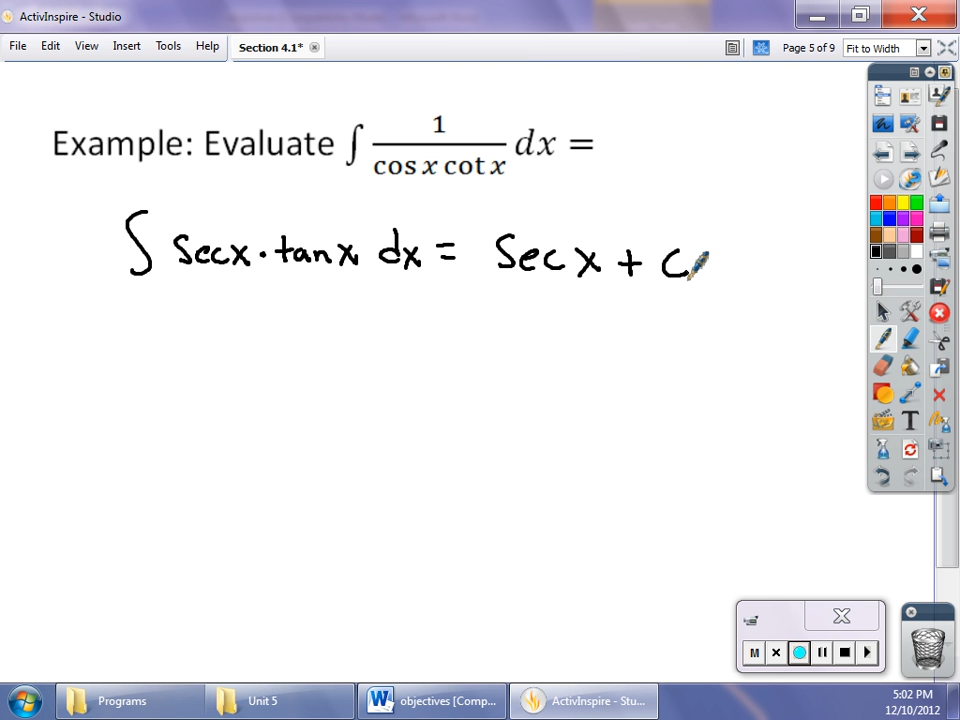 ActivInspire - Studio
File Edit View Insert Tools Help Section 4.1* Page 5 of 9 Fit to Width
Example: Evaluate ∫ 1/(cos x cot x) dx =
∫ secx · tanx dx = Sec x + C
M
Programs Unit 5 objectives [Comp... ActivInspire - Stu... 5:02 PM
12/10/2012